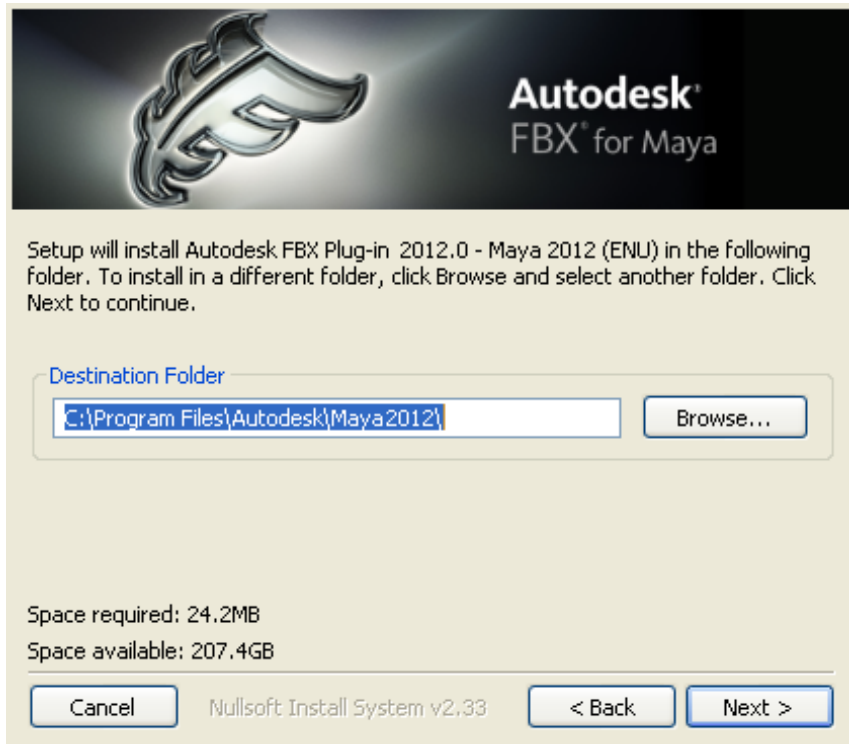 Autodesk®
FBX® for Maya
Setup will install Autodesk FBX Plug-in  2012.0 - Maya 2012 (ENU) in the following
folder. To install in a different folder, click Browse and select another folder. Click
Next to continue.
Destination Folder
C:\Program Files\Autodesk\Maya2012\
Browse...
Space required: 24.2MB
Space available: 207.4GB
Cancel
Nullsoft Install System v2.33
< Back
Next >